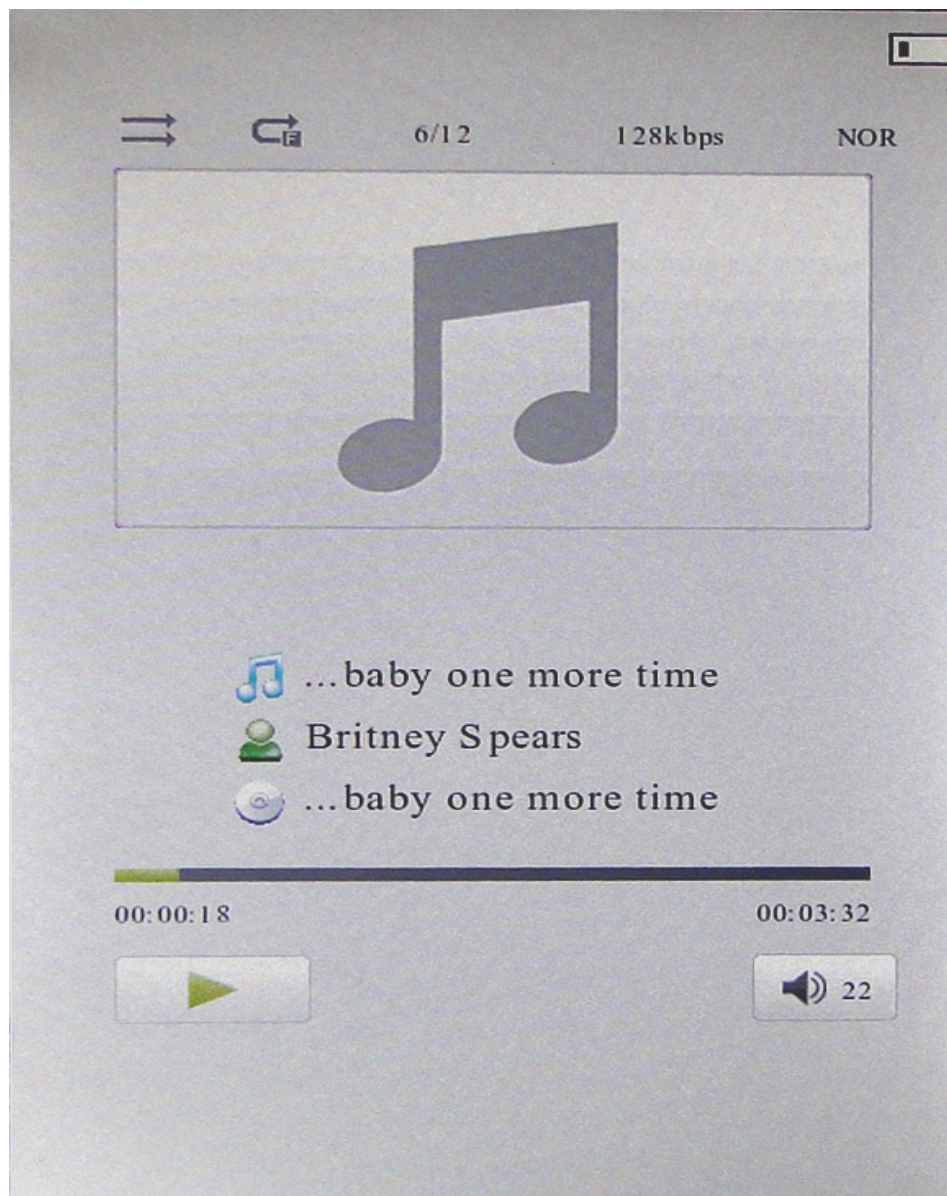 6/12 128kbps NOR
...baby one more time
Britney Spears
...baby one more time
00:00:18 00:03:32
22